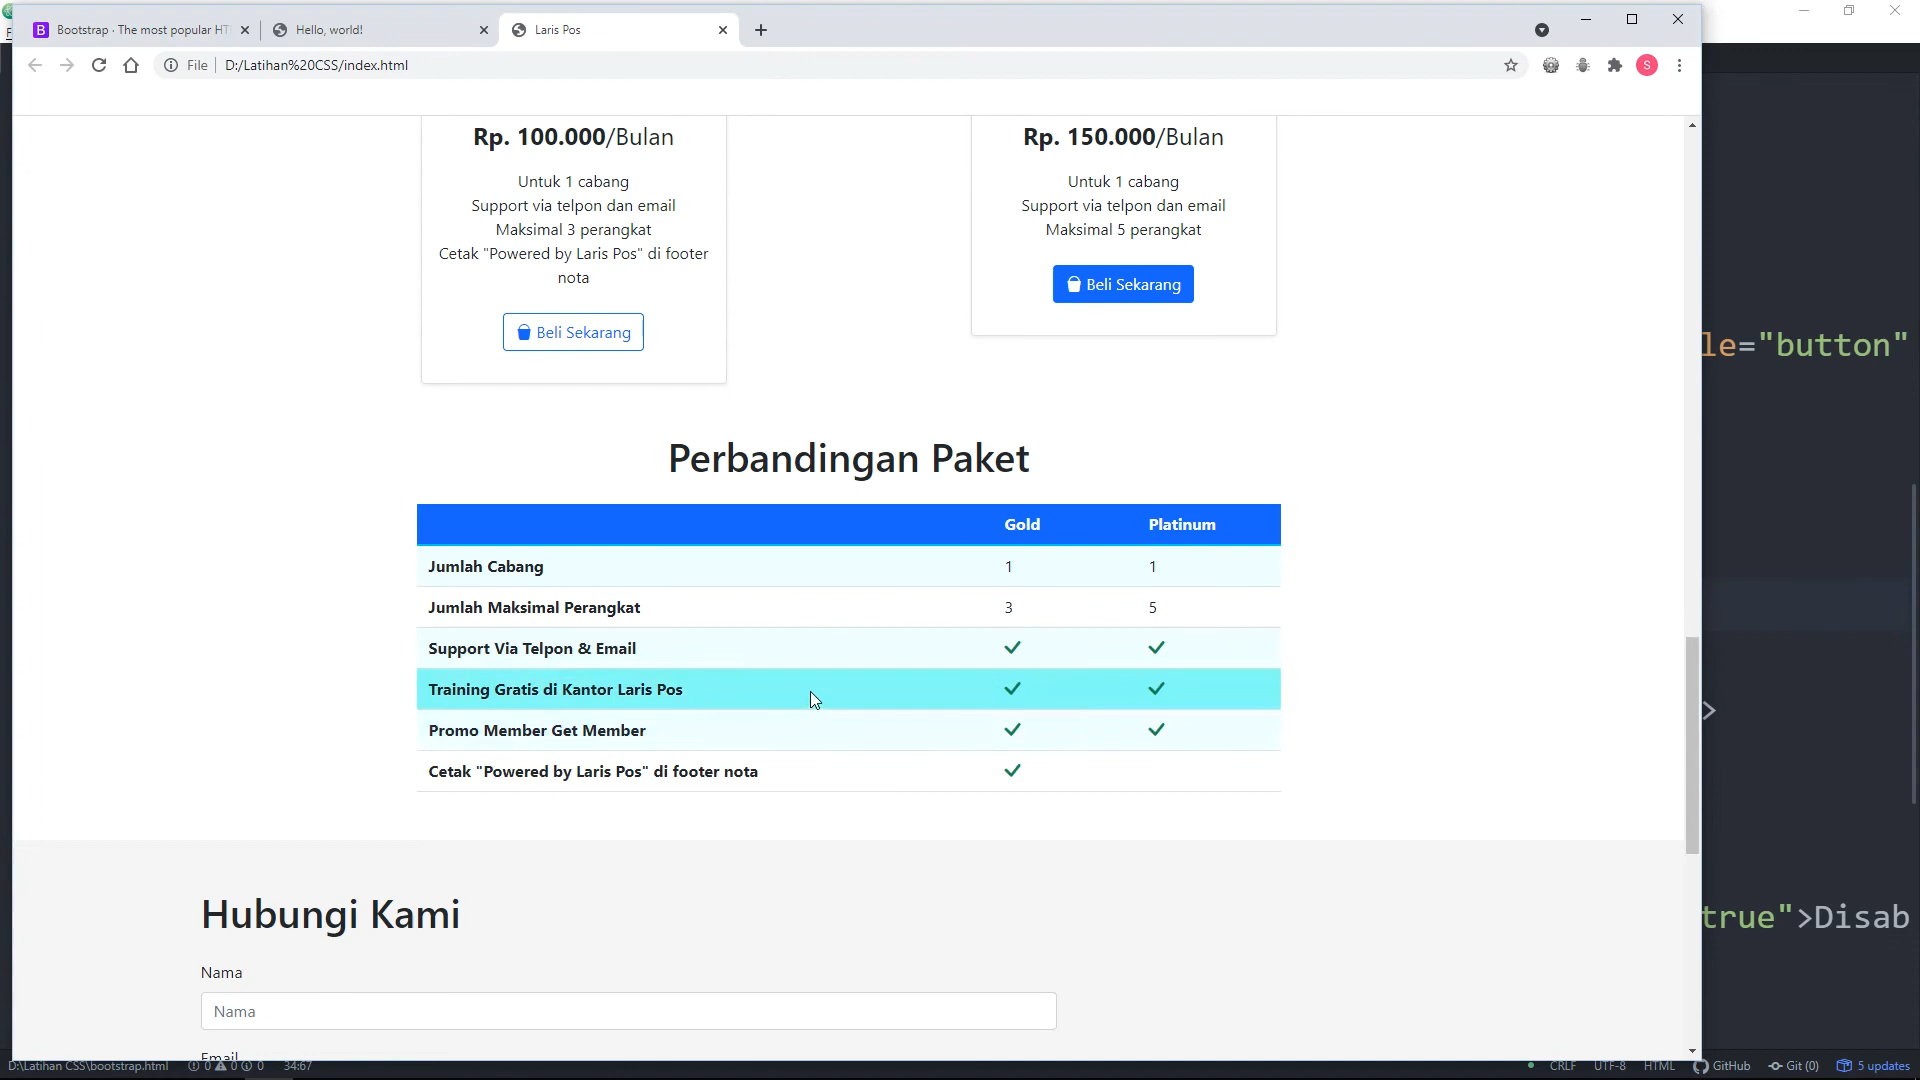 Bootstrap · The most popular HT
Hello, world!
Laris Pos
File
D:/Latihan%20CSS/index.html
S
Rp. 100.000/Bulan
Untuk 1 cabang
Support via telpon dan email
Maksimal 3 perangkat
Cetak "Powered by Laris Pos" di footer
nota
Beli Sekarang
Rp. 150.000/Bulan
Untuk 1 cabang
Support via telpon dan email
Maksimal 5 perangkat
Beli Sekarang
Perbandingan Paket
Gold Platinum
Jumlah Cabang 1 1
Jumlah Maksimal Perangkat 3 5
Support Via Telpon & Email
Training Gratis di Kantor Laris Pos
Promo Member Get Member
Cetak "Powered by Laris Pos" di footer nota
Hubungi Kami
Nama
Nama
Email
le="button"
>
true">Disab
D:\Latihan CSS\bootstrap.html 0 0 0 34:67
CRLF UTF-8 HTML GitHub Git (0) 5 updates